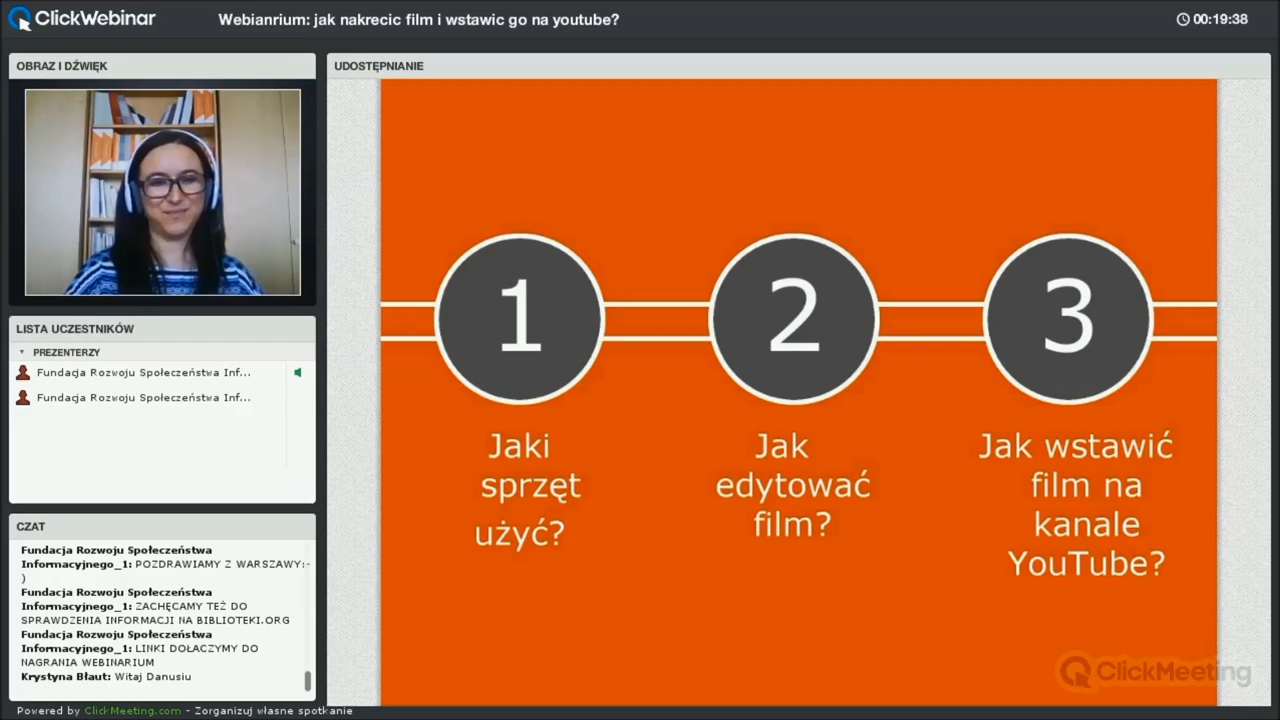 ClickWebinar
Webianrium: jak nakrecic film i wstawic go na youtube?
00:19:38
OBRAZ I DŹWIĘK
LISTA UCZESTNIKÓW
PREZENTERZY
Fundacja Rozwoju Społeczeństwa Inf...
Fundacja Rozwoju Społeczeństwa Inf...
CZAT
Fundacja Rozwoju Społeczeństwa
Informacyjnego_1: POZDRAWIAMY Z WARSZAWY:-
)
Fundacja Rozwoju Społeczeństwa
Informacyjnego_1: ZACHĘCAMY TEŻ DO
SPRAWDZENIA INFORMACJI NA BIBLIOTEKI.ORG
Fundacja Rozwoju Społeczeństwa
Informacyjnego_1: LINKI DOŁACZYMY DO
NAGRANIA WEBINARIUM
Krystyna Błaut: Witaj Danusiu
UDOSTĘPNIANIE
1
Jaki
sprzęt
użyć?
2
Jak
edytować
film?
3
Jak wstawić
film na
kanale
YouTube?
ClickMeeting
Powered by ClickMeeting.com - Zorganizuj własne spotkanie